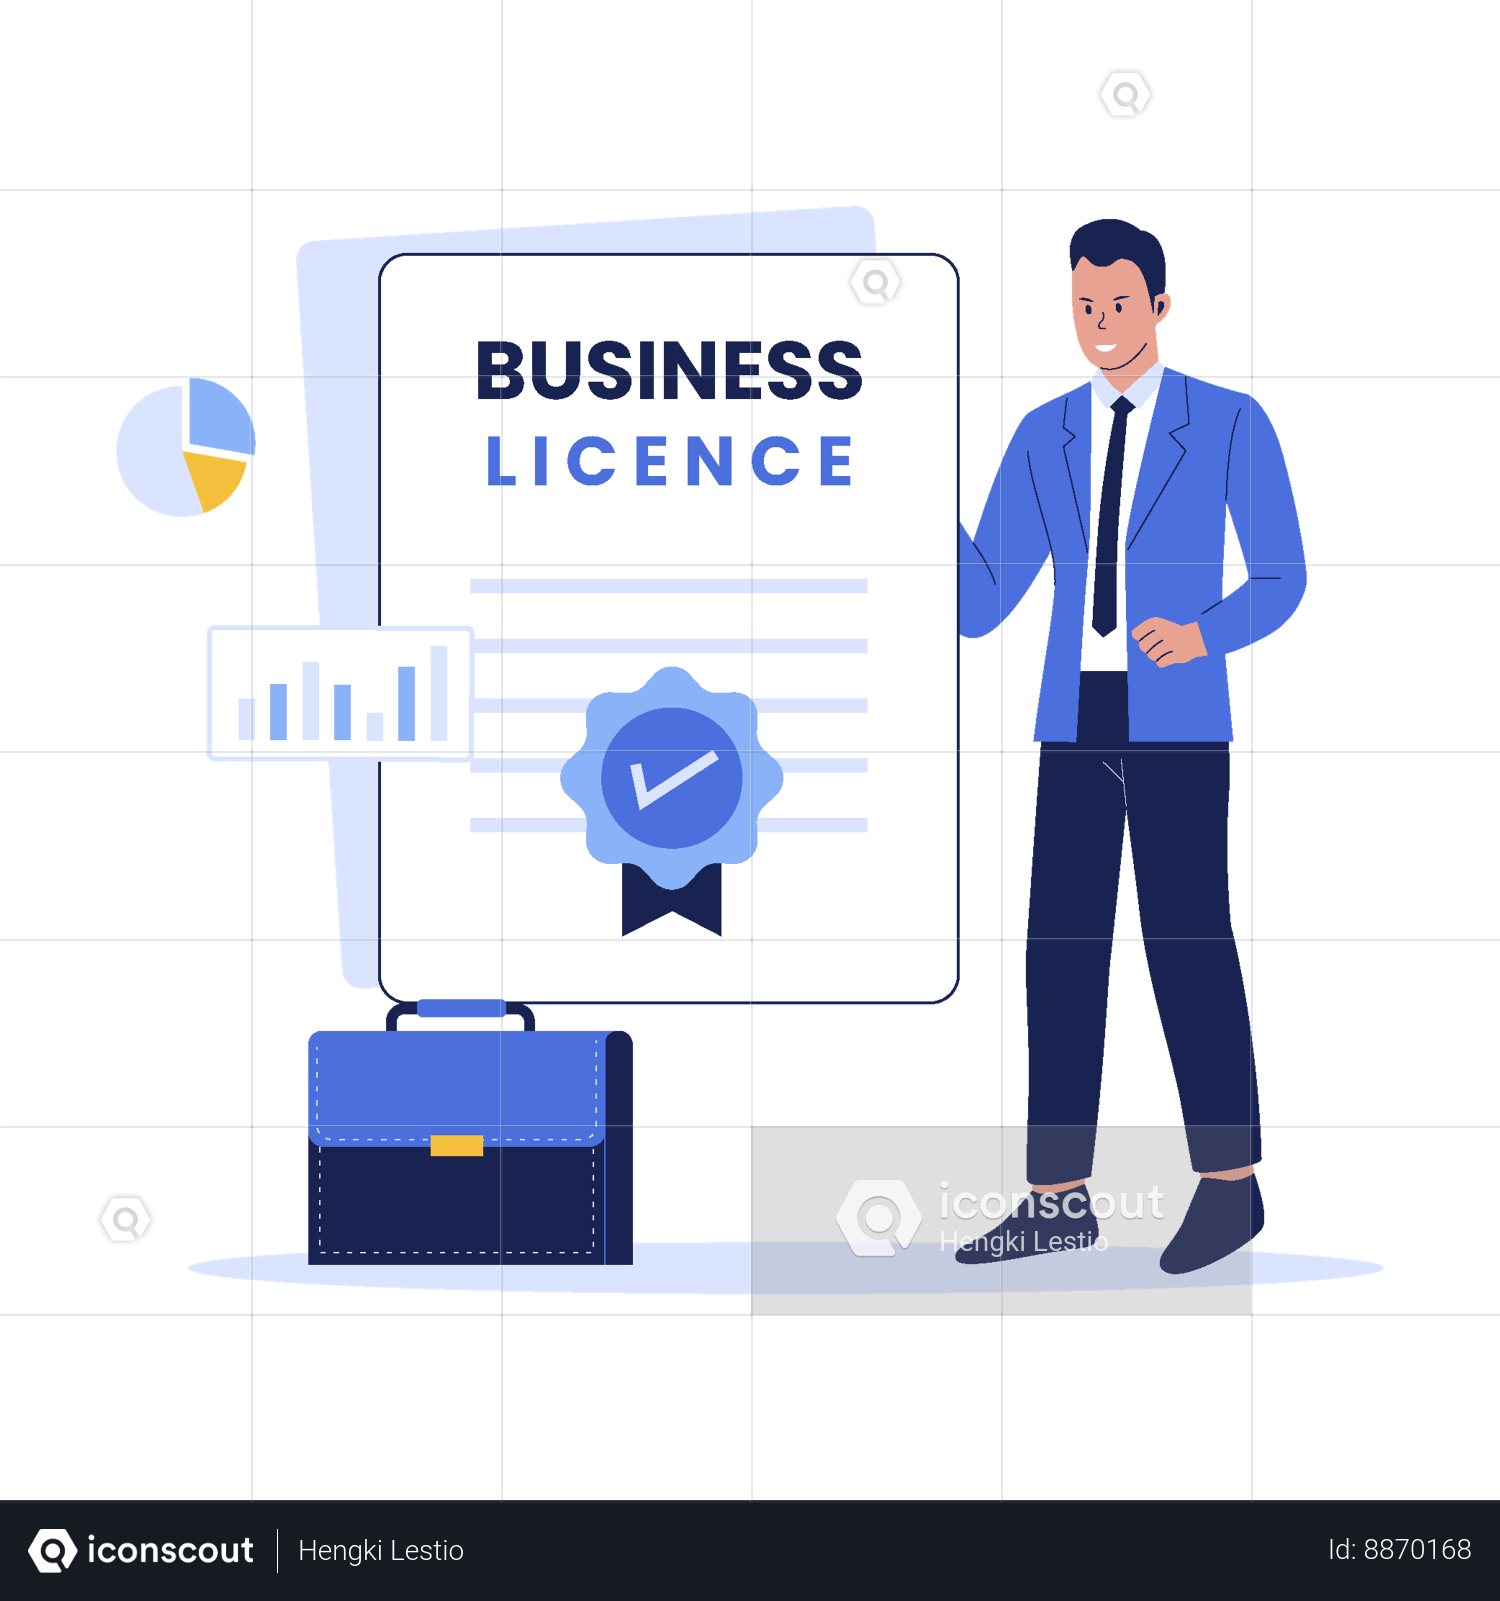 BUSINESS
LICENCE
iconscout
Hengki Lestio
iconscout
Hengki Lestio
Id: 8870168